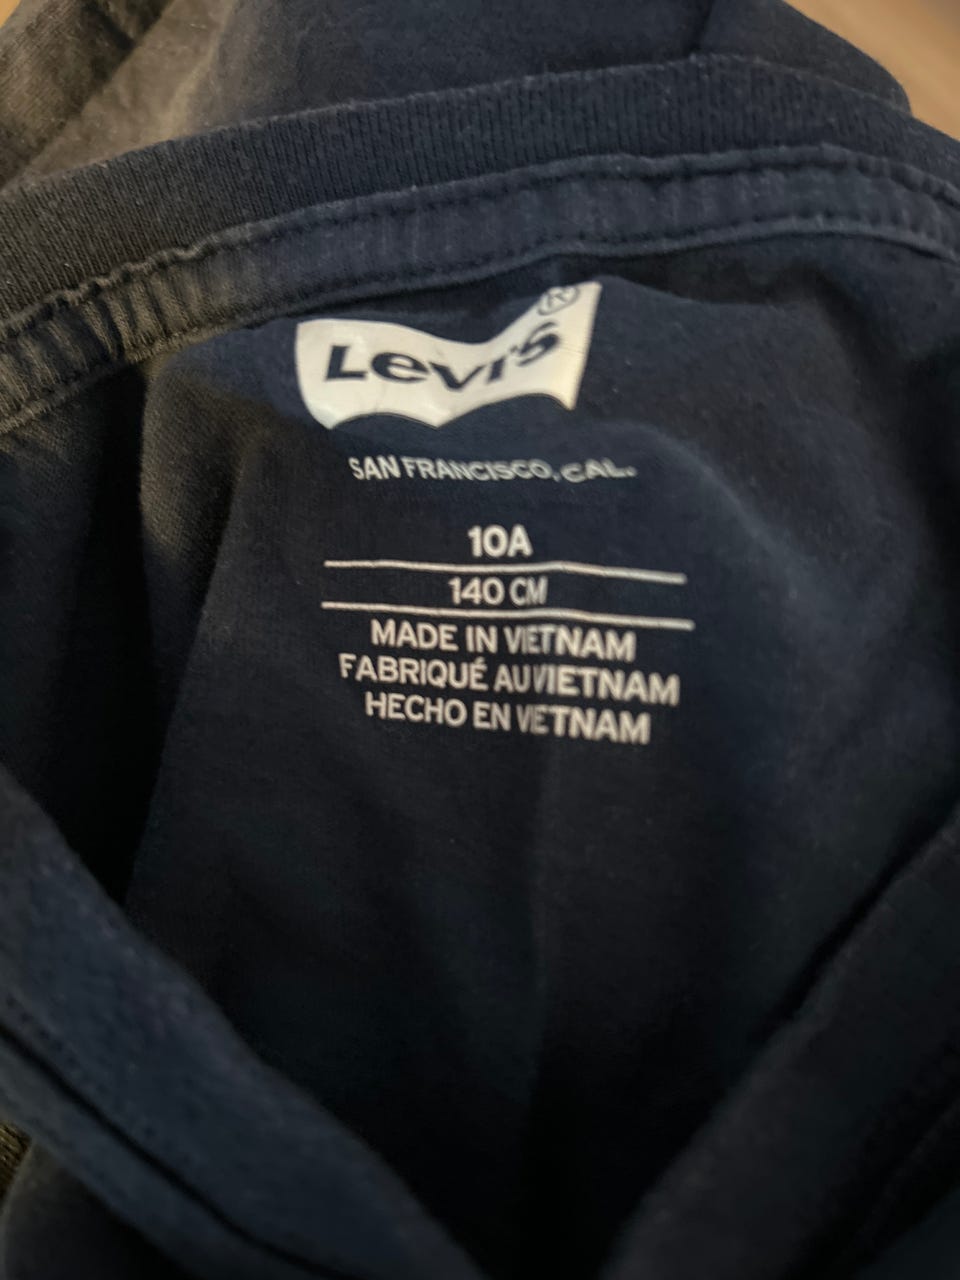 Levi's®
SAN FRANCISCO, CAL.
10A
140 CM
MADE IN VIETNAM
FABRIQUÉ AU VIETNAM
HECHO EN VIETNAM